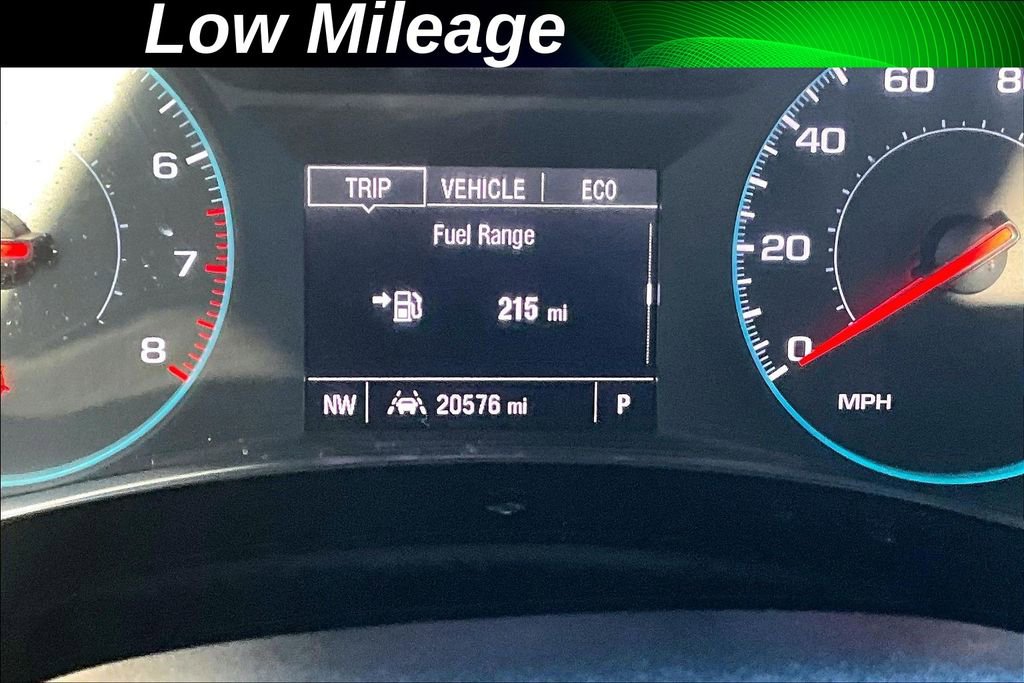 Low Mileage
60
80
6
40
TRIP VEHICLE ECO
Fuel Range
7
20
215 mi
8
0
NW 20576 mi P
MPH